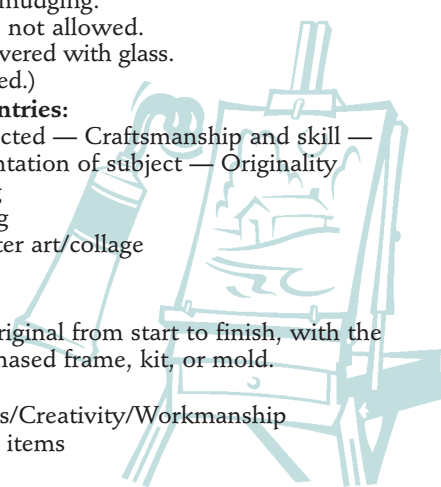 mudging.
not allowed.
vered with glass.
ed.)
ntries:
cted — Craftsmanship and skill —
ntation of subject — Originality
g
g
ter art/collage
riginal from start to finish, with the
hased frame, kit, or mold.
s/Creativity/Workmanship
items